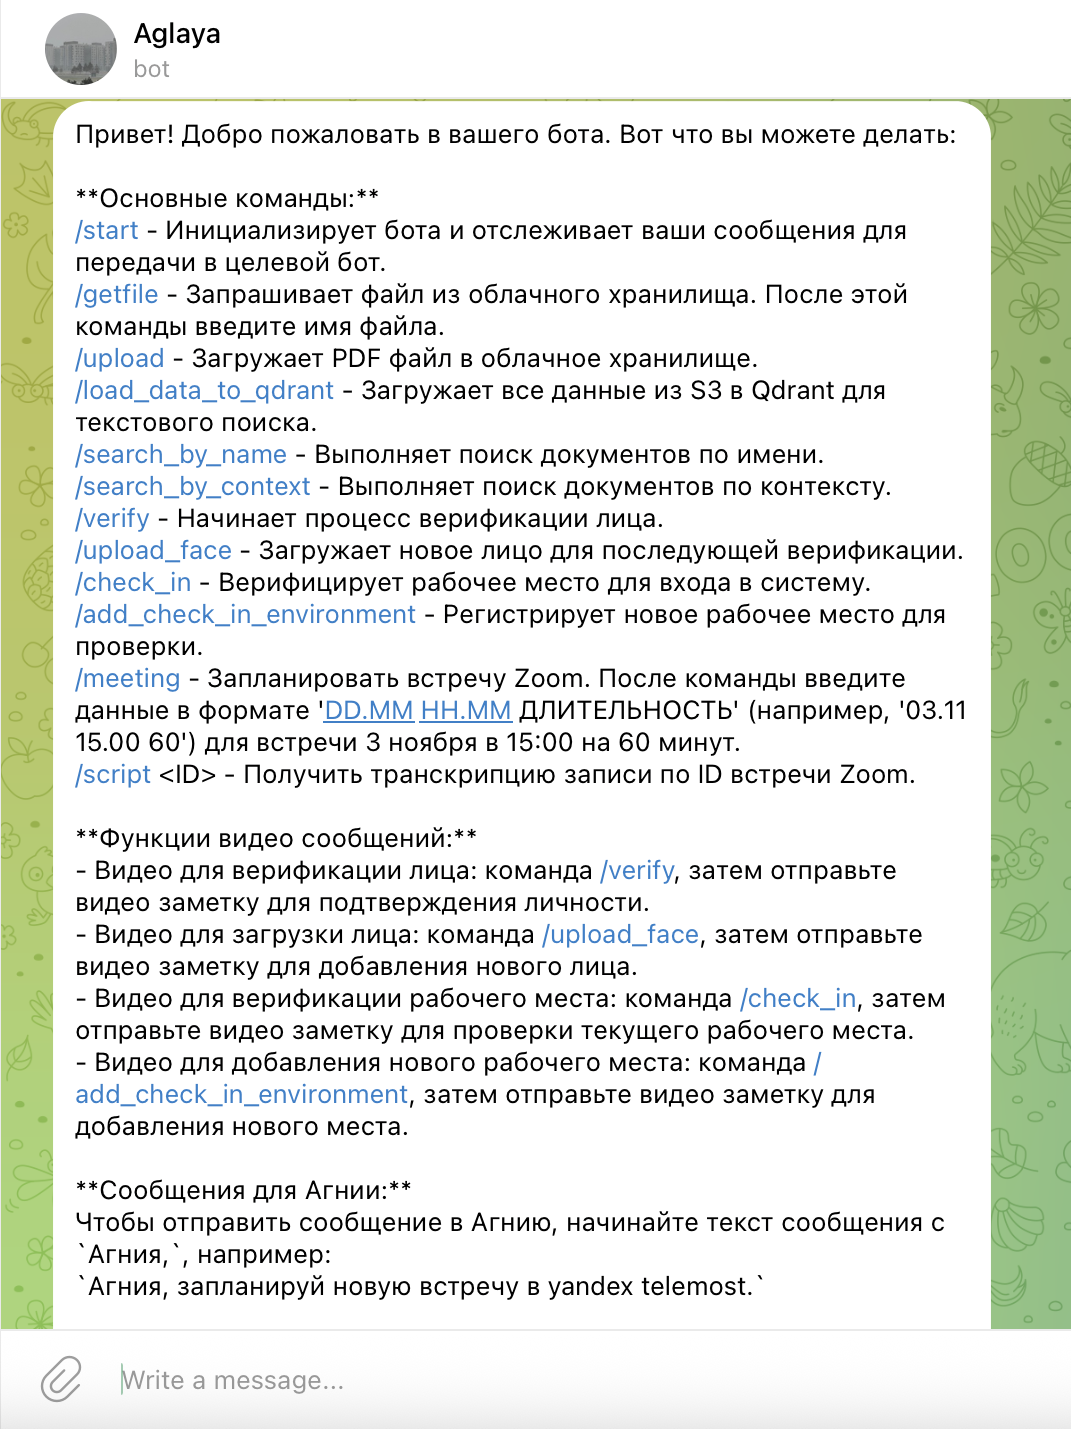 Aglaya
bot
Привет! Добро пожаловать в вашего бота. Вот что вы можете делать:
**Основные команды:**
/start - Инициализирует бота и отслеживает ваши сообщения для
передачи в целевой бот.
/getfile - Запрашивает файл из облачного хранилища. После этой
команды введите имя файла.
/upload - Загружает PDF файл в облачное хранилище.
/load_data_to_qdrant - Загружает все данные из S3 в Qdrant для
текстового поиска.
/search_by_name - Выполняет поиск документов по имени.
/search_by_context - Выполняет поиск документов по контексту.
/verify - Начинает процесс верификации лица.
/upload_face - Загружает новое лицо для последующей верификации.
/check_in - Верифицирует рабочее место для входа в систему.
/add_check_in_environment - Регистрирует новое рабочее место для
проверки.
/meeting - Запланировать встречу Zoom. После команды введите
данные в формате 'DD.MM HH.MM ДЛИТЕЛЬНОСТЬ' (например, '03.11
15.00 60') для встречи 3 ноября в 15:00 на 60 минут.
/script <ID> - Получить транскрипцию записи по ID встречи Zoom.
**Функции видео сообщений:**
- Видео для верификации лица: команда /verify, затем отправьте
видео заметку для подтверждения личности.
- Видео для загрузки лица: команда /upload_face, затем отправьте
видео заметку для добавления нового лица.
- Видео для верификации рабочего места: команда /check_in, затем
отправьте видео заметку для проверки текущего рабочего места.
- Видео для добавления нового рабочего места: команда /
add_check_in_environment, затем отправьте видео заметку для
добавления нового места.
**Сообщения для Агнии:**
Чтобы отправить сообщение в Агнию, начинайте текст сообщения с
`Агния,`, например:
`Агния, запланируй новую встречу в yandex telemost.`
Write a message...